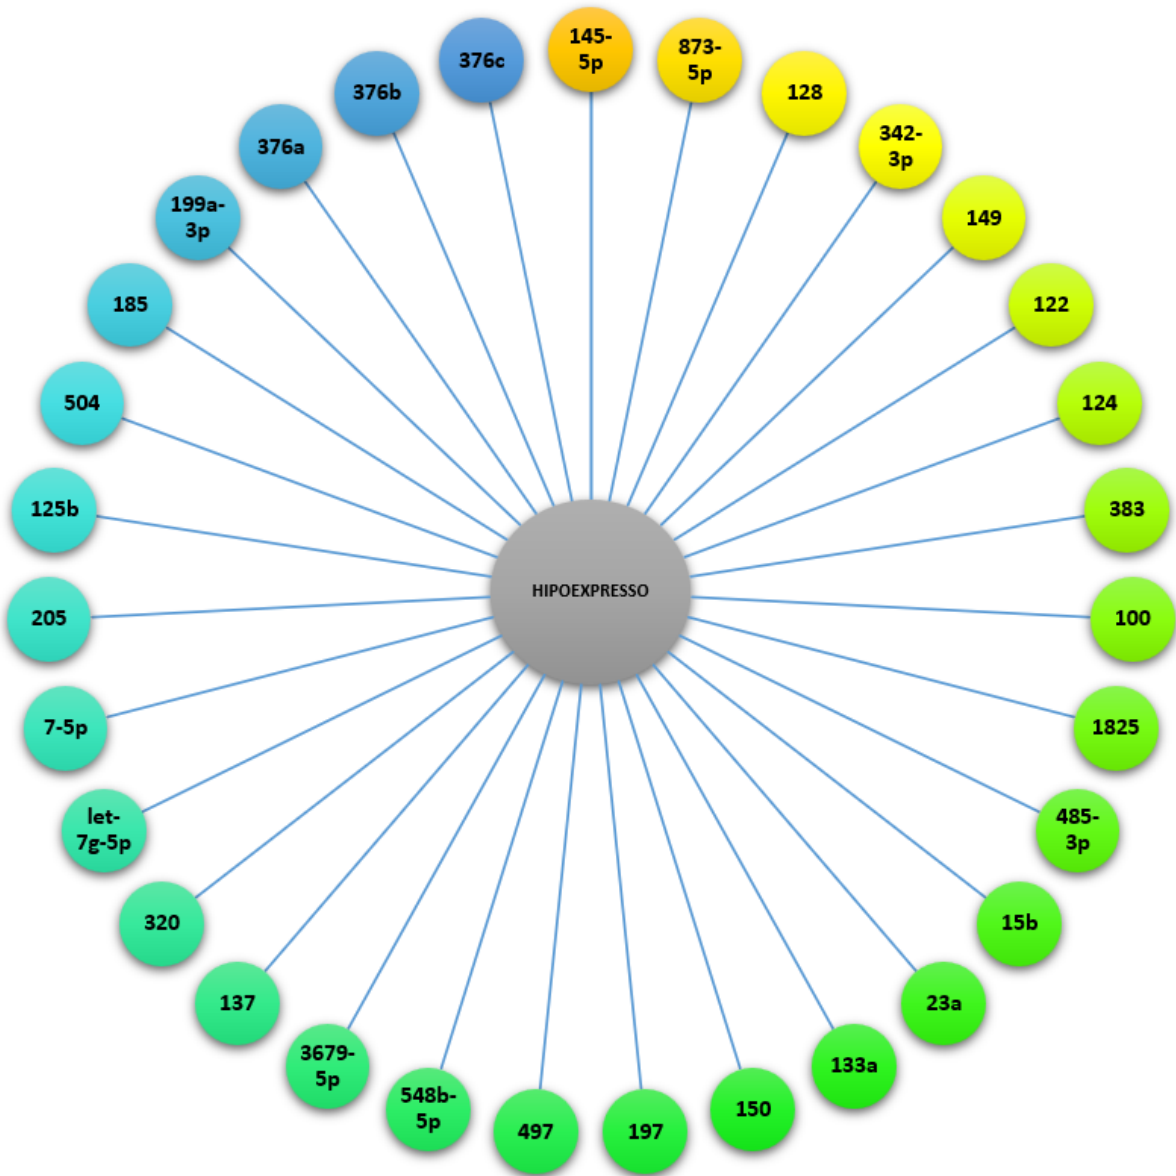 145-
5p
873-
5p
128
342-
3p
149
122
124
383
100
1825
485-
3p
15b
23a
133a
150
197
497
548b-
5p
3679-
5p
137
320
let-
7g-5p
7-5p
205
125b
504
185
199a-
3p
376a
376b
376c
HIPOEXPRESSO